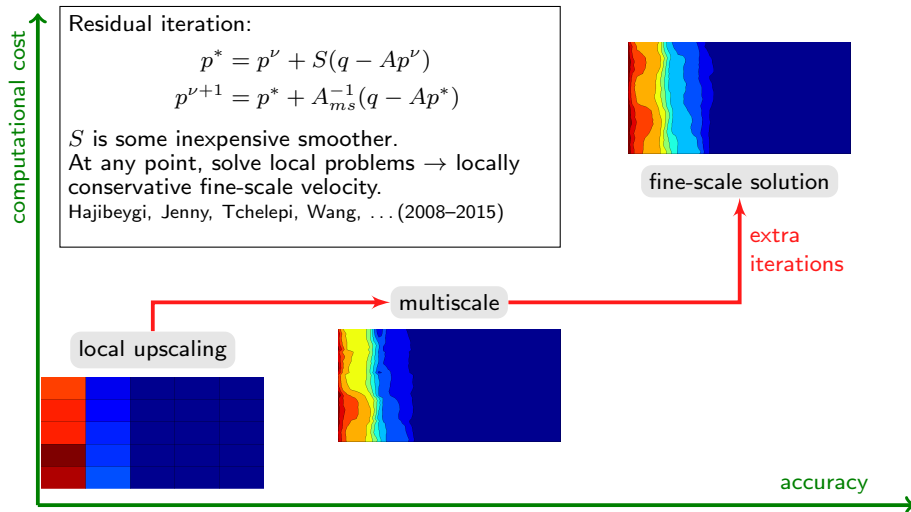 computational cost
Residual iteration:
p* = p^ν + S(q − Ap^ν)
p^{ν+1} = p* + A_{ms}^{-1}(q − Ap*)
S is some inexpensive smoother.
At any point, solve local problems → locally
conservative fine-scale velocity.
Hajibeygi, Jenny, Tchelepi, Wang, … (2008–2015)
fine-scale solution
extra
iterations
multiscale
local upscaling
accuracy